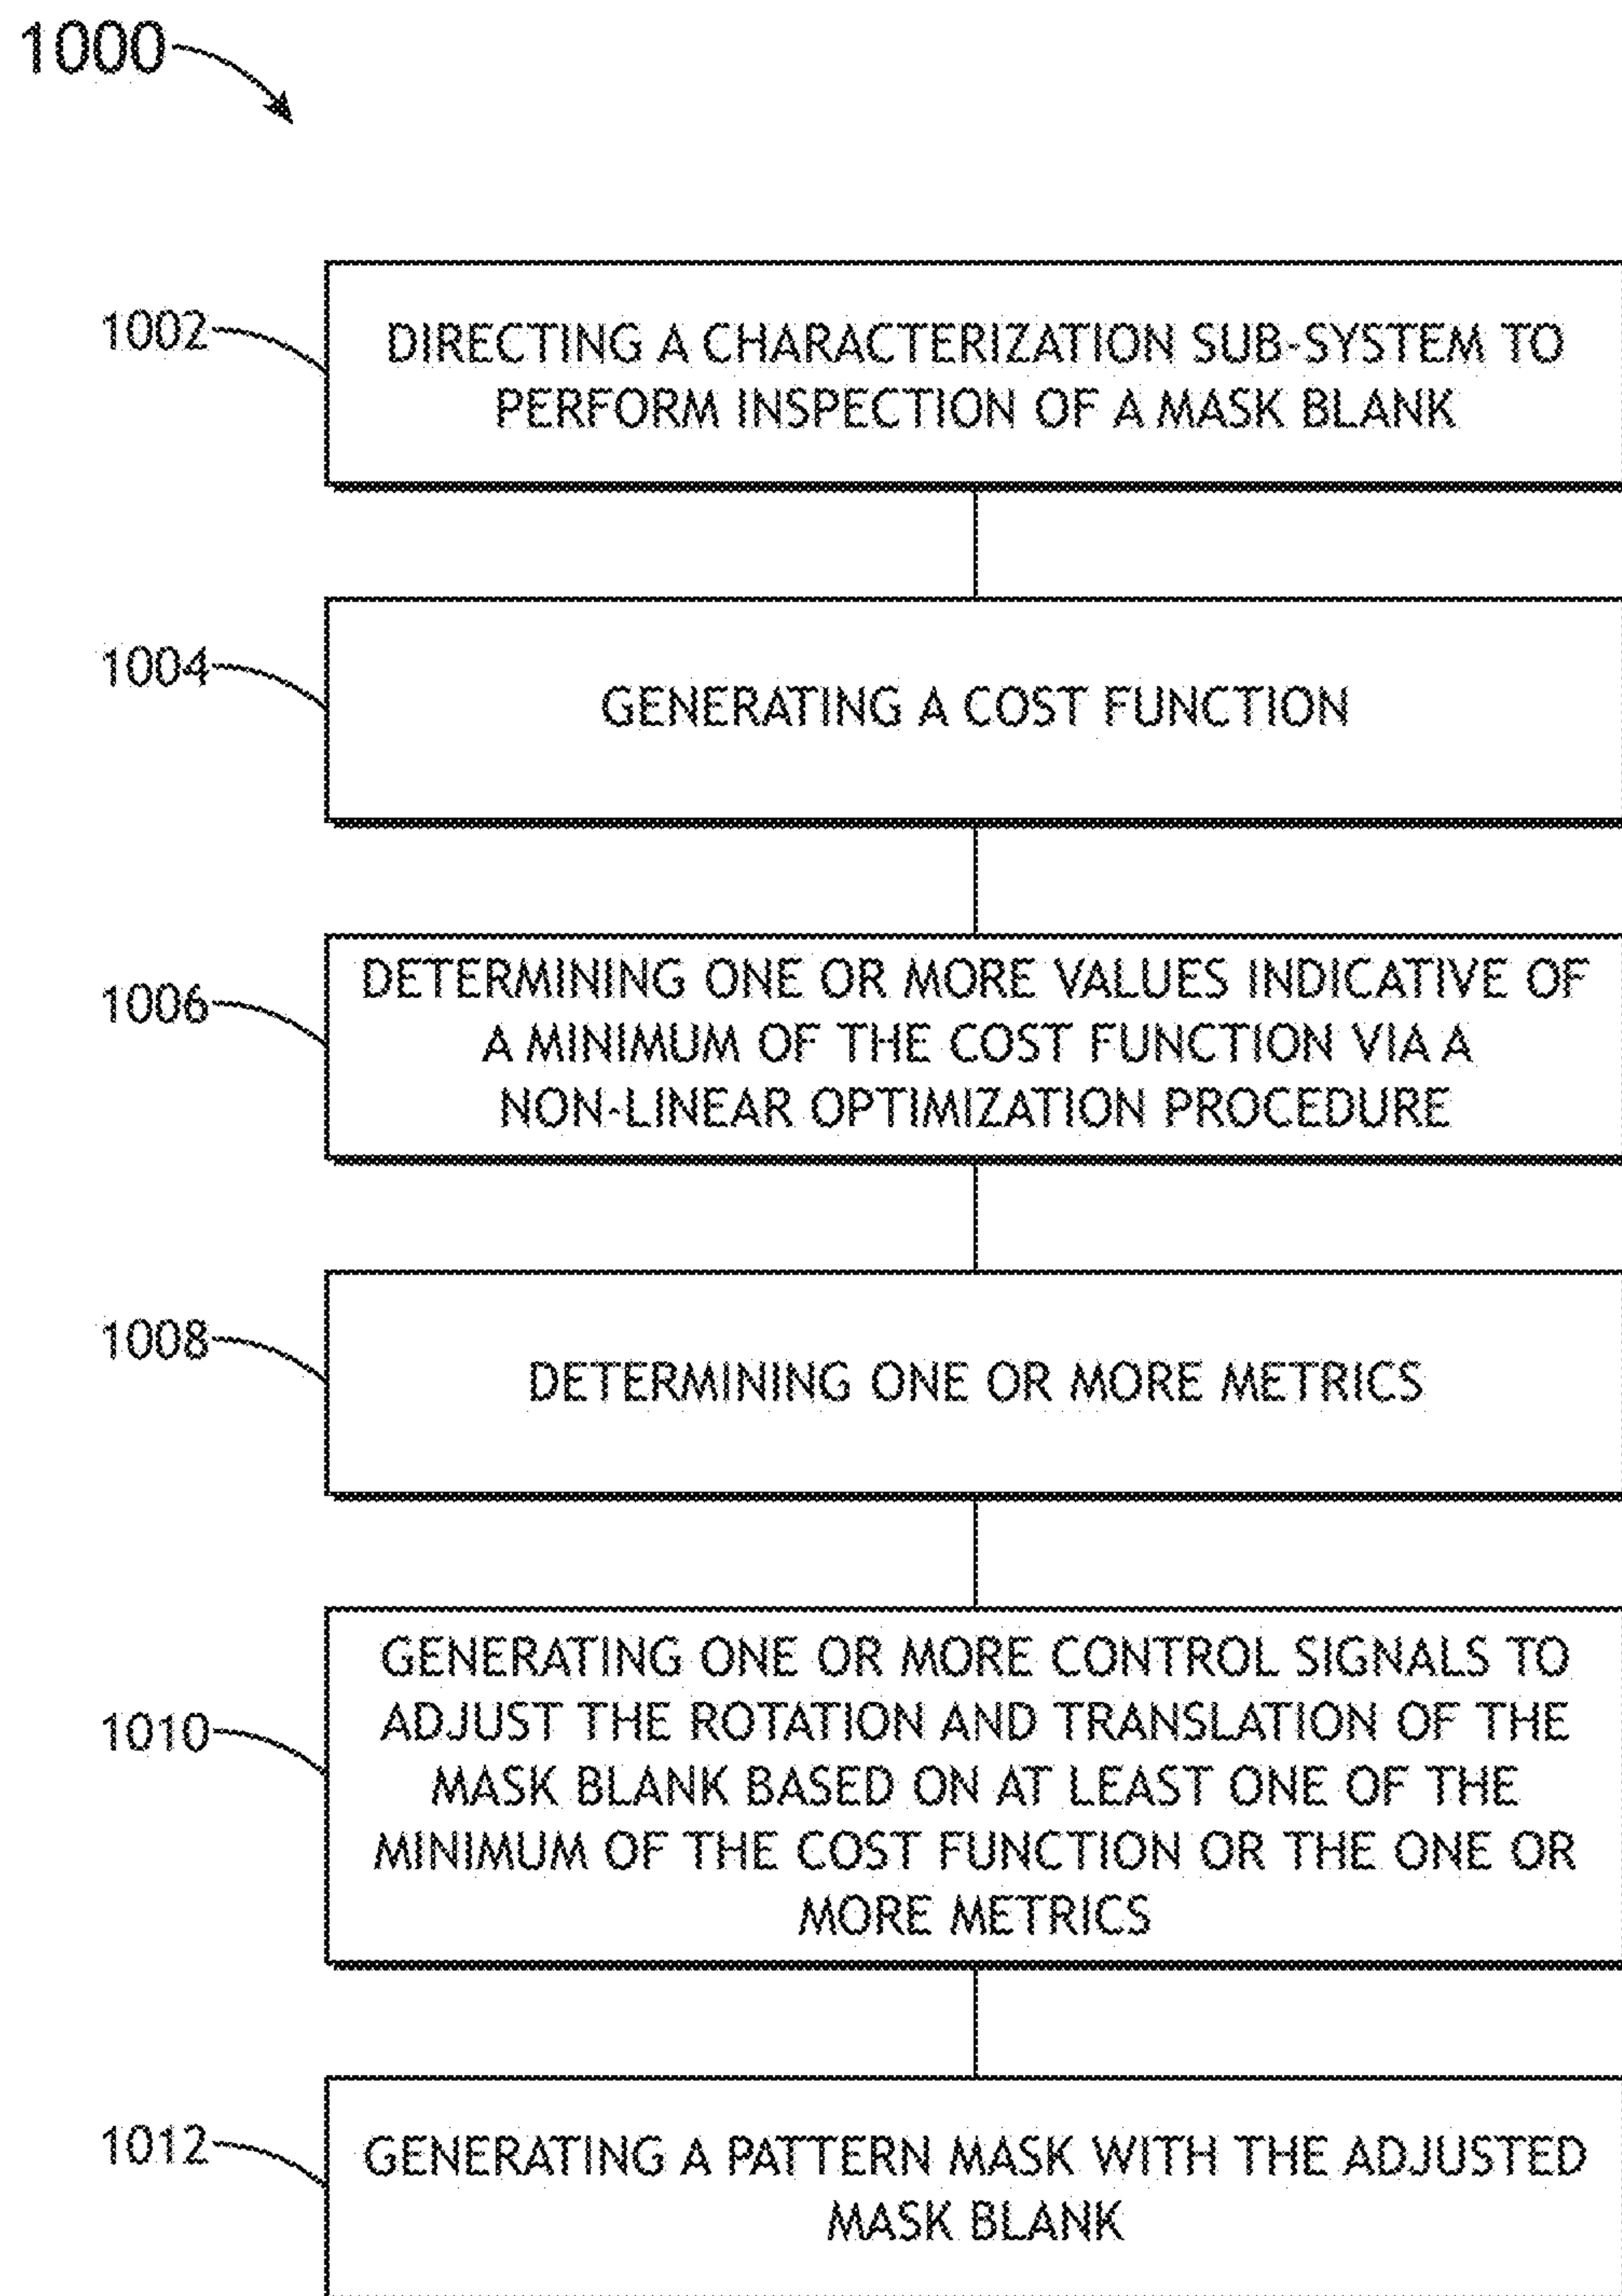 1000
1002
DIRECTING A CHARACTERIZATION SUB-SYSTEM TO
PERFORM INSPECTION OF A MASK BLANK
1004
GENERATING A COST FUNCTION
1006
DETERMINING ONE OR MORE VALUES INDICATIVE OF
A MINIMUM OF THE COST FUNCTION VIA A
NON-LINEAR OPTIMIZATION PROCEDURE
1008
DETERMINING ONE OR MORE METRICS
1010
GENERATING ONE OR MORE CONTROL SIGNALS TO
ADJUST THE ROTATION AND TRANSLATION OF THE
MASK BLANK BASED ON AT LEAST ONE OF THE
MINIMUM OF THE COST FUNCTION OR THE ONE OR
MORE METRICS
1012
GENERATING A PATTERN MASK WITH THE ADJUSTED
MASK BLANK